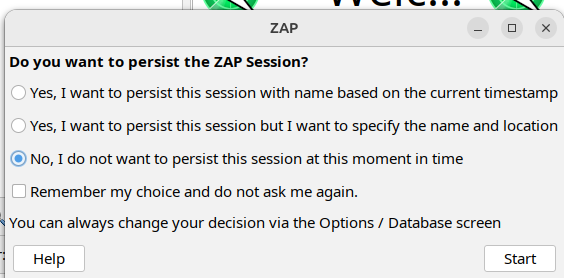 Welc...
ZAP
Do you want to persist the ZAP Session?
Yes, I want to persist this session with name based on the current timestamp
Yes, I want to persist this session but I want to specify the name and location
No, I do not want to persist this session at this moment in time
Remember my choice and do not ask me again.
You can always change your decision via the Options / Database screen
Help
Start